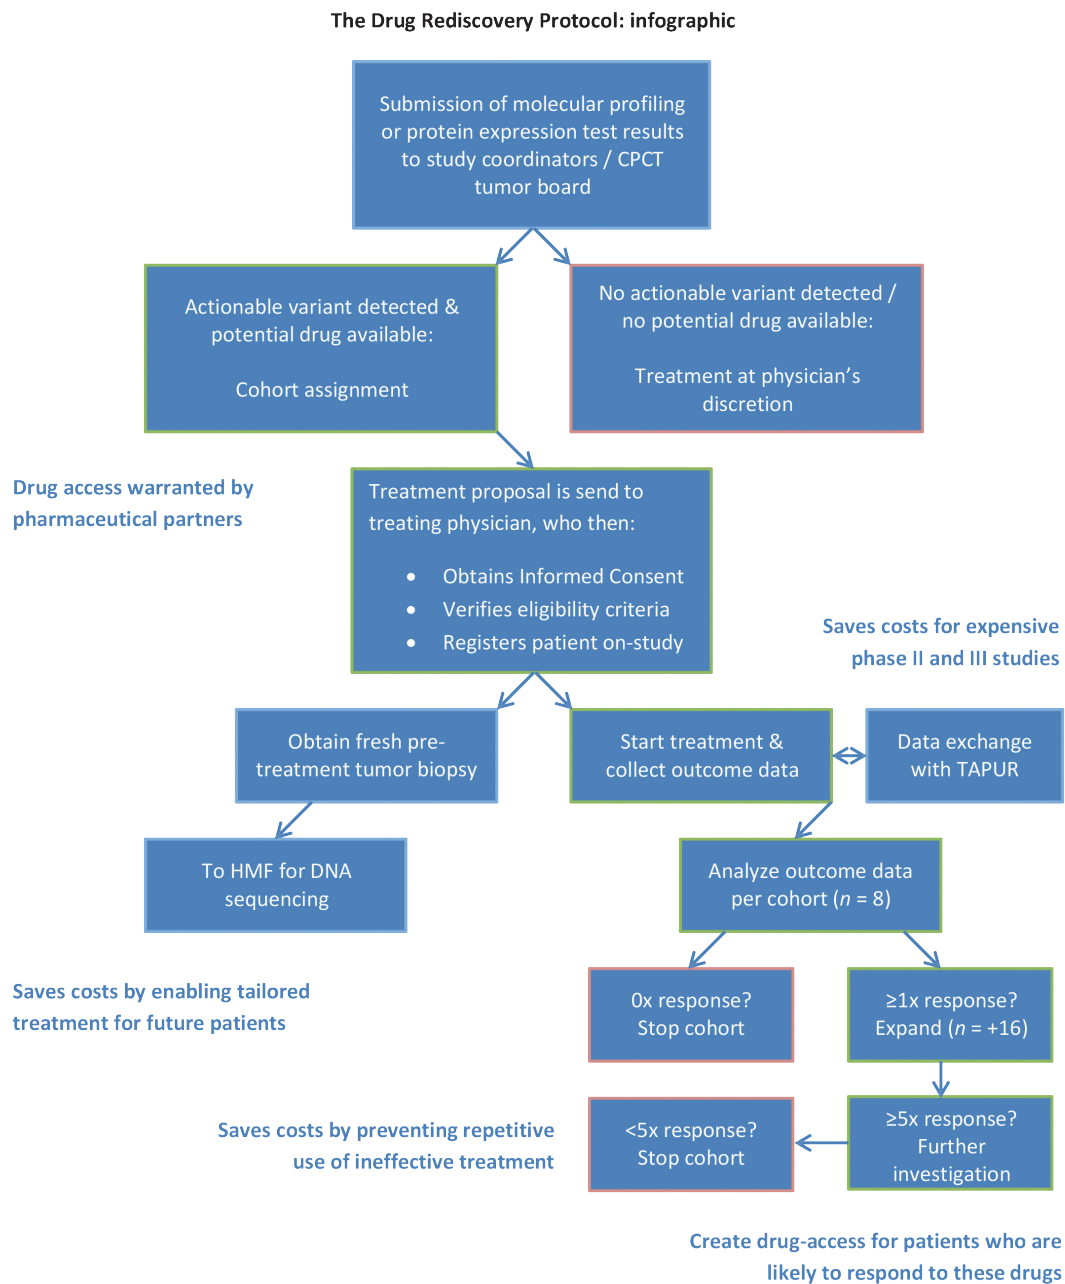 The Drug Rediscovery Protocol: infographic
Submission of molecular profiling
or protein expression test results
to study coordinators / CPCT
tumor board
Actionable variant detected &
potential drug available:
Cohort assignment
No actionable variant detected /
no potential drug available:
Treatment at physician's
discretion
Drug access warranted by
pharmaceutical partners
Treatment proposal is send to
treating physician, who then:
• Obtains Informed Consent
• Verifies eligibility criteria
• Registers patient on-study
Saves costs for expensive
phase II and III studies
Obtain fresh pre-
treatment tumor biopsy
Start treatment &
collect outcome data
Data exchange
with TAPUR
To HMF for DNA
sequencing
Analyze outcome data
per cohort (n = 8)
Saves costs by enabling tailored
treatment for future patients
0x response?
Stop cohort
≥1x response?
Expand (n = +16)
Saves costs by preventing repetitive
use of ineffective treatment
<5x response?
Stop cohort
≥5x response?
Further
investigation
Create drug-access for patients who are
likely to respond to these drugs